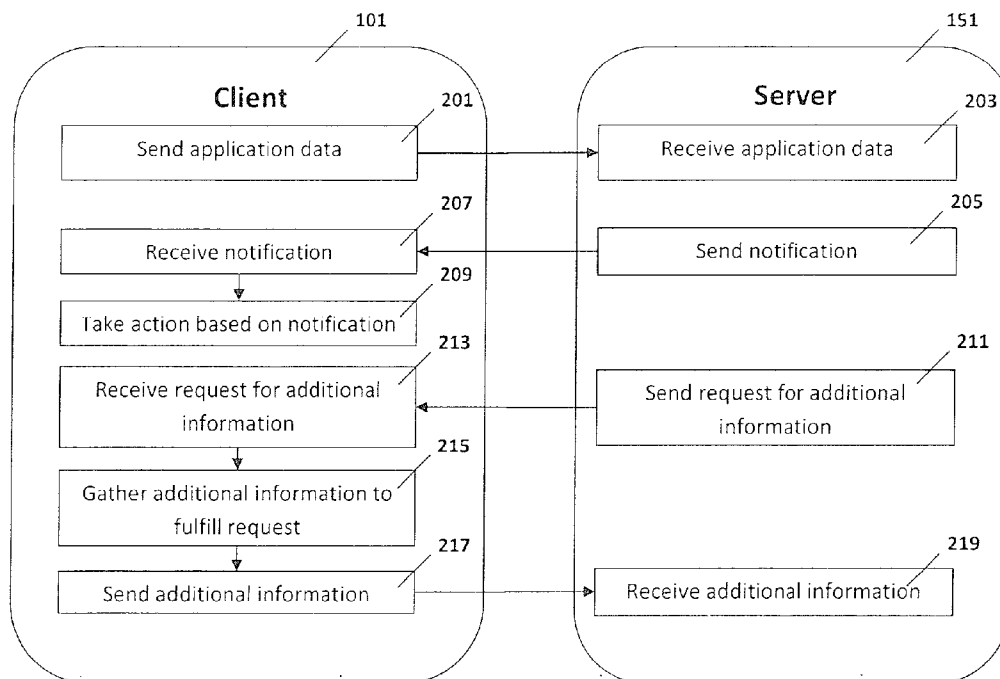 101
151
Client
Server
201
203
Send application data
Receive application data
207
205
Receive notification
Send notification
209
Take action based on notification
213
211
Receive request for additional
information
Send request for additional
information
215
Gather additional information to
fulfill request
217
219
Send additional information
Receive additional information